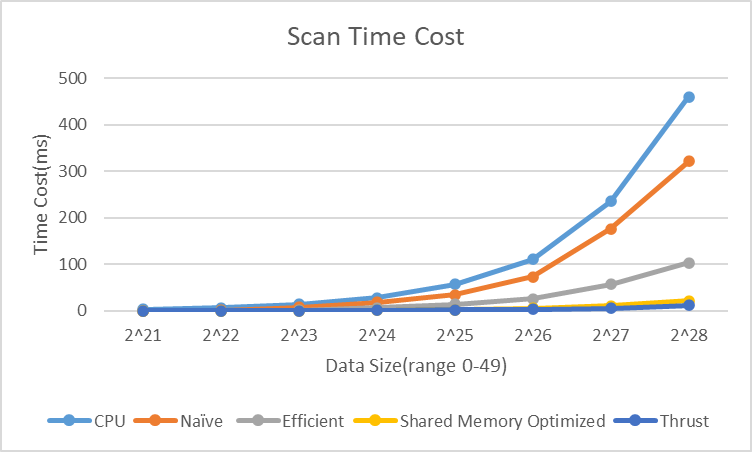 Scan Time Cost
500
400
300
200
100
0
Time Cost(ms)
2^21 2^22 2^23 2^24 2^25 2^26 2^27 2^28
Data Size(range 0-49)
CPU Naïve Efficient Shared Memory Optimized Thrust